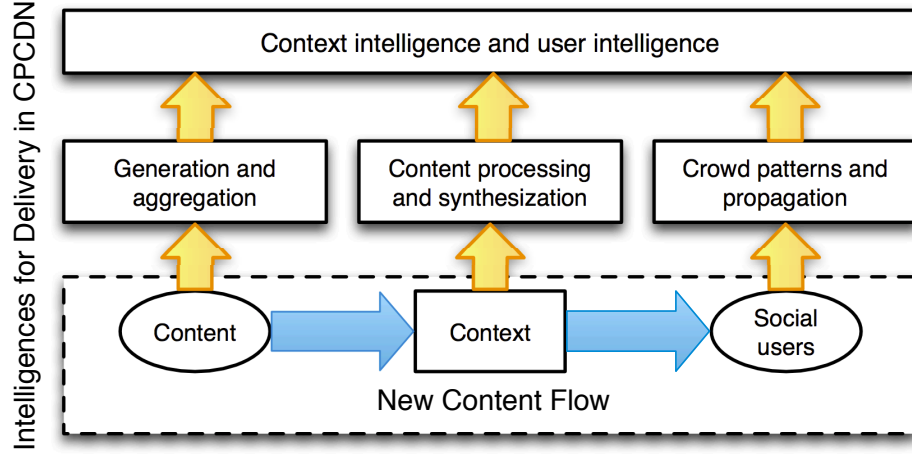 Intelligences for Delivery in CPCDN
Context intelligence and user intelligence
Generation and
aggregation
Content processing
and synthesization
Crowd patterns and
propagation
Content
Context
Social
users
New Content Flow